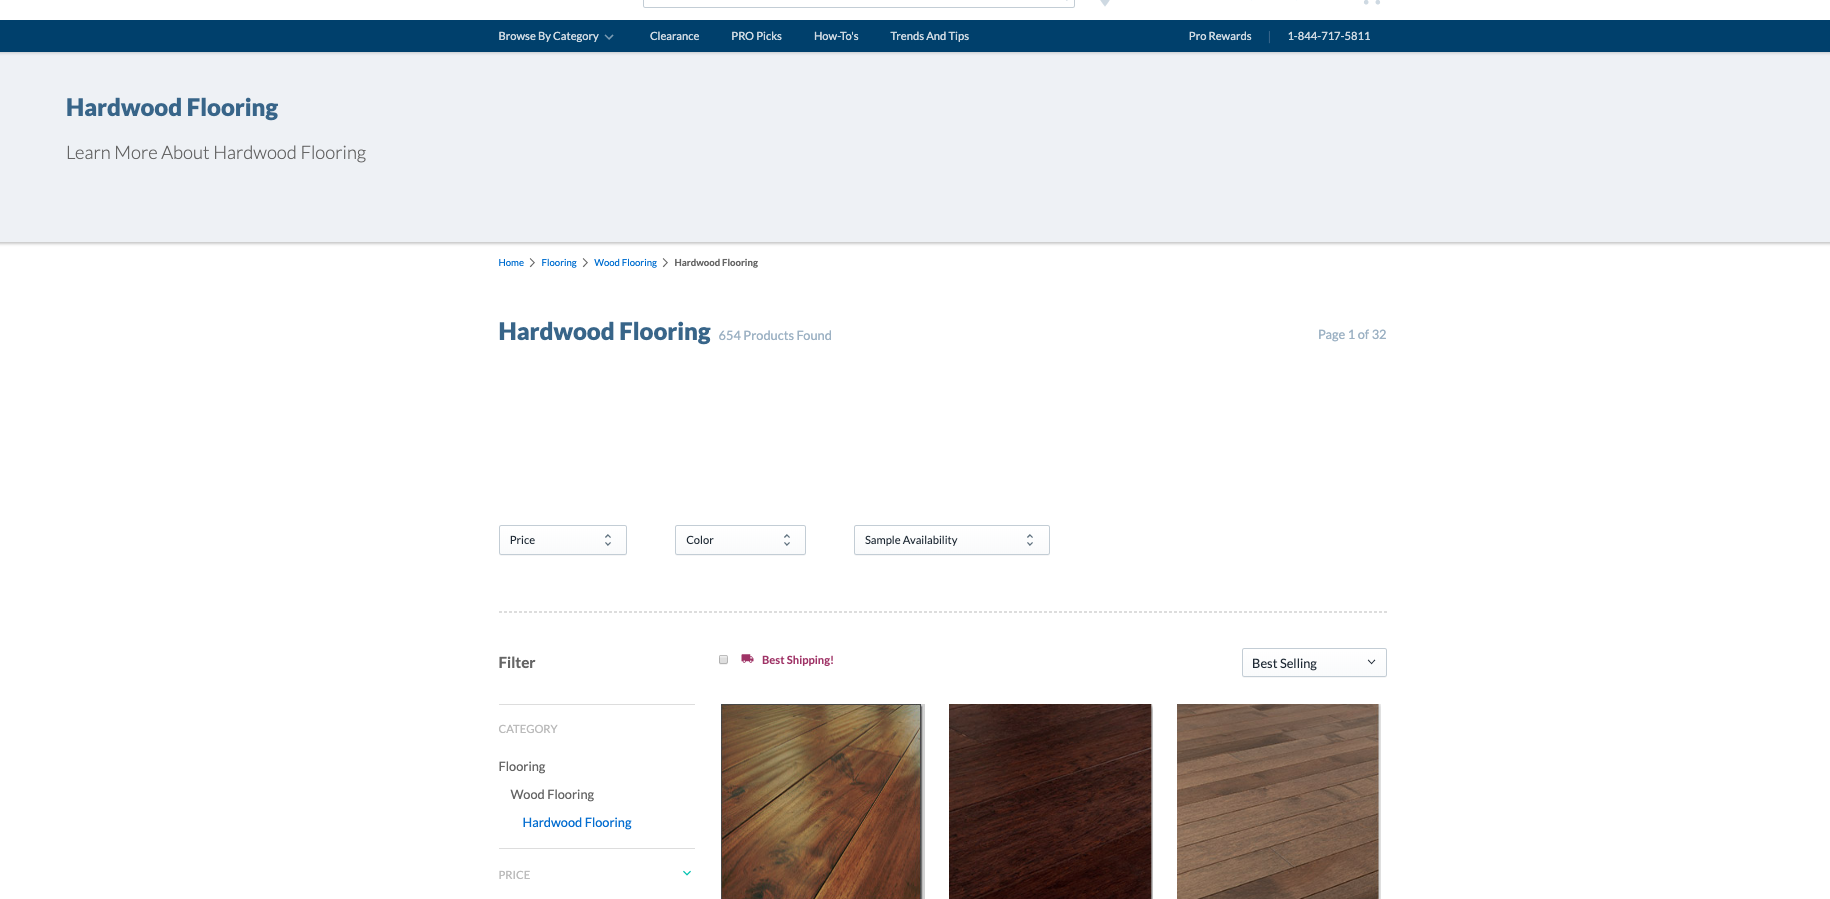 Browse By Category Clearance PRO Picks How-To's Trends And Tips Pro Rewards 1-844-717-5811
Hardwood Flooring
Learn More About Hardwood Flooring
Home Flooring Wood Flooring Hardwood Flooring
Hardwood Flooring 654 Products Found Page 1 of 32
Price Color Sample Availability
Filter Best Shipping! Best Selling
CATEGORY
Flooring
Wood Flooring
Hardwood Flooring
PRICE